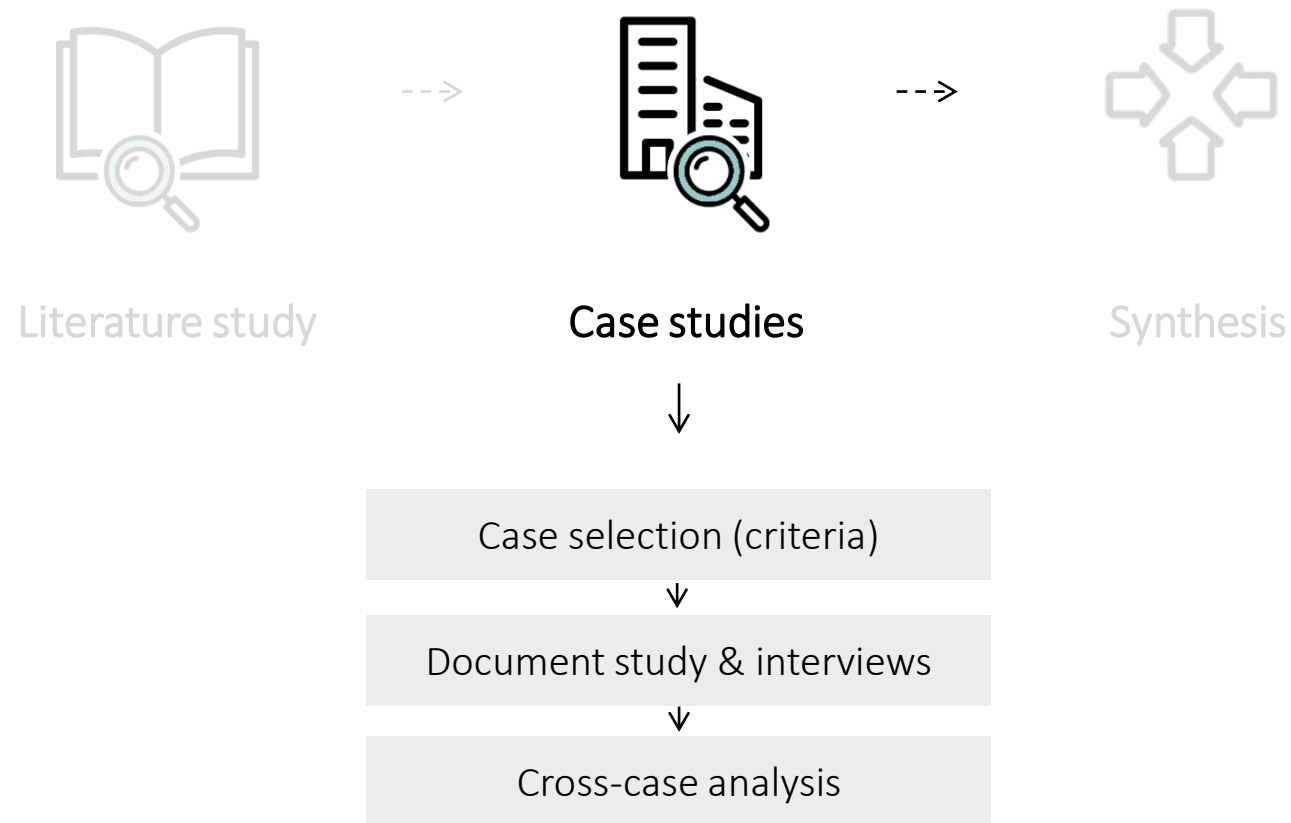 Literature study
Case studies
Synthesis
Case selection (criteria)
Document study & interviews
Cross-case analysis